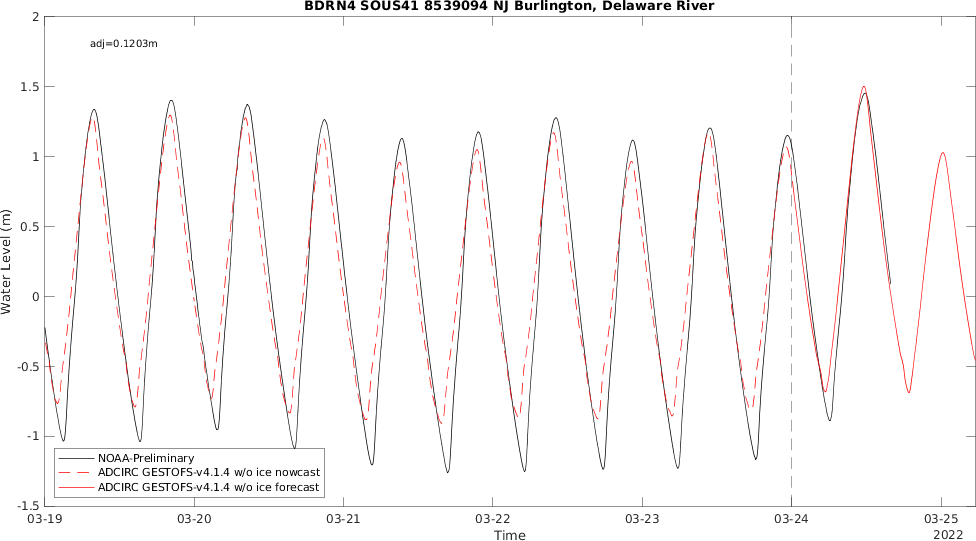 BDRN4 SOUS41 8539094 NJ Burlington, Delaware River
adj=0.1203m
2
1.5
1
0.5
0
-0.5
-1
-1.5
Water Level (m)
NOAA-Preliminary
ADCIRC GESTOFS-v4.1.4 w/o ice nowcast
ADCIRC GESTOFS-v4.1.4 w/o ice forecast
03-19 03-20 03-21 03-22 03-23 03-24 03-25
Time
2022